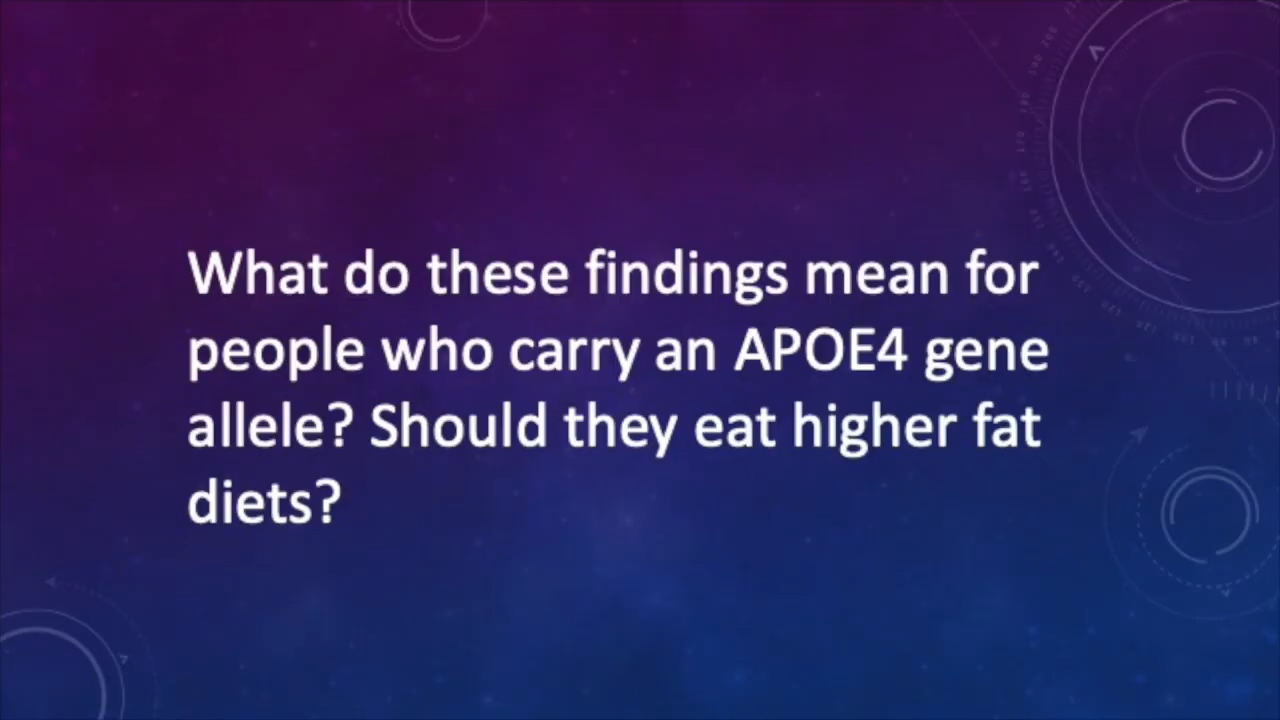 What do these findings mean for
people who carry an APOE4 gene
allele? Should they eat higher fat
diets?